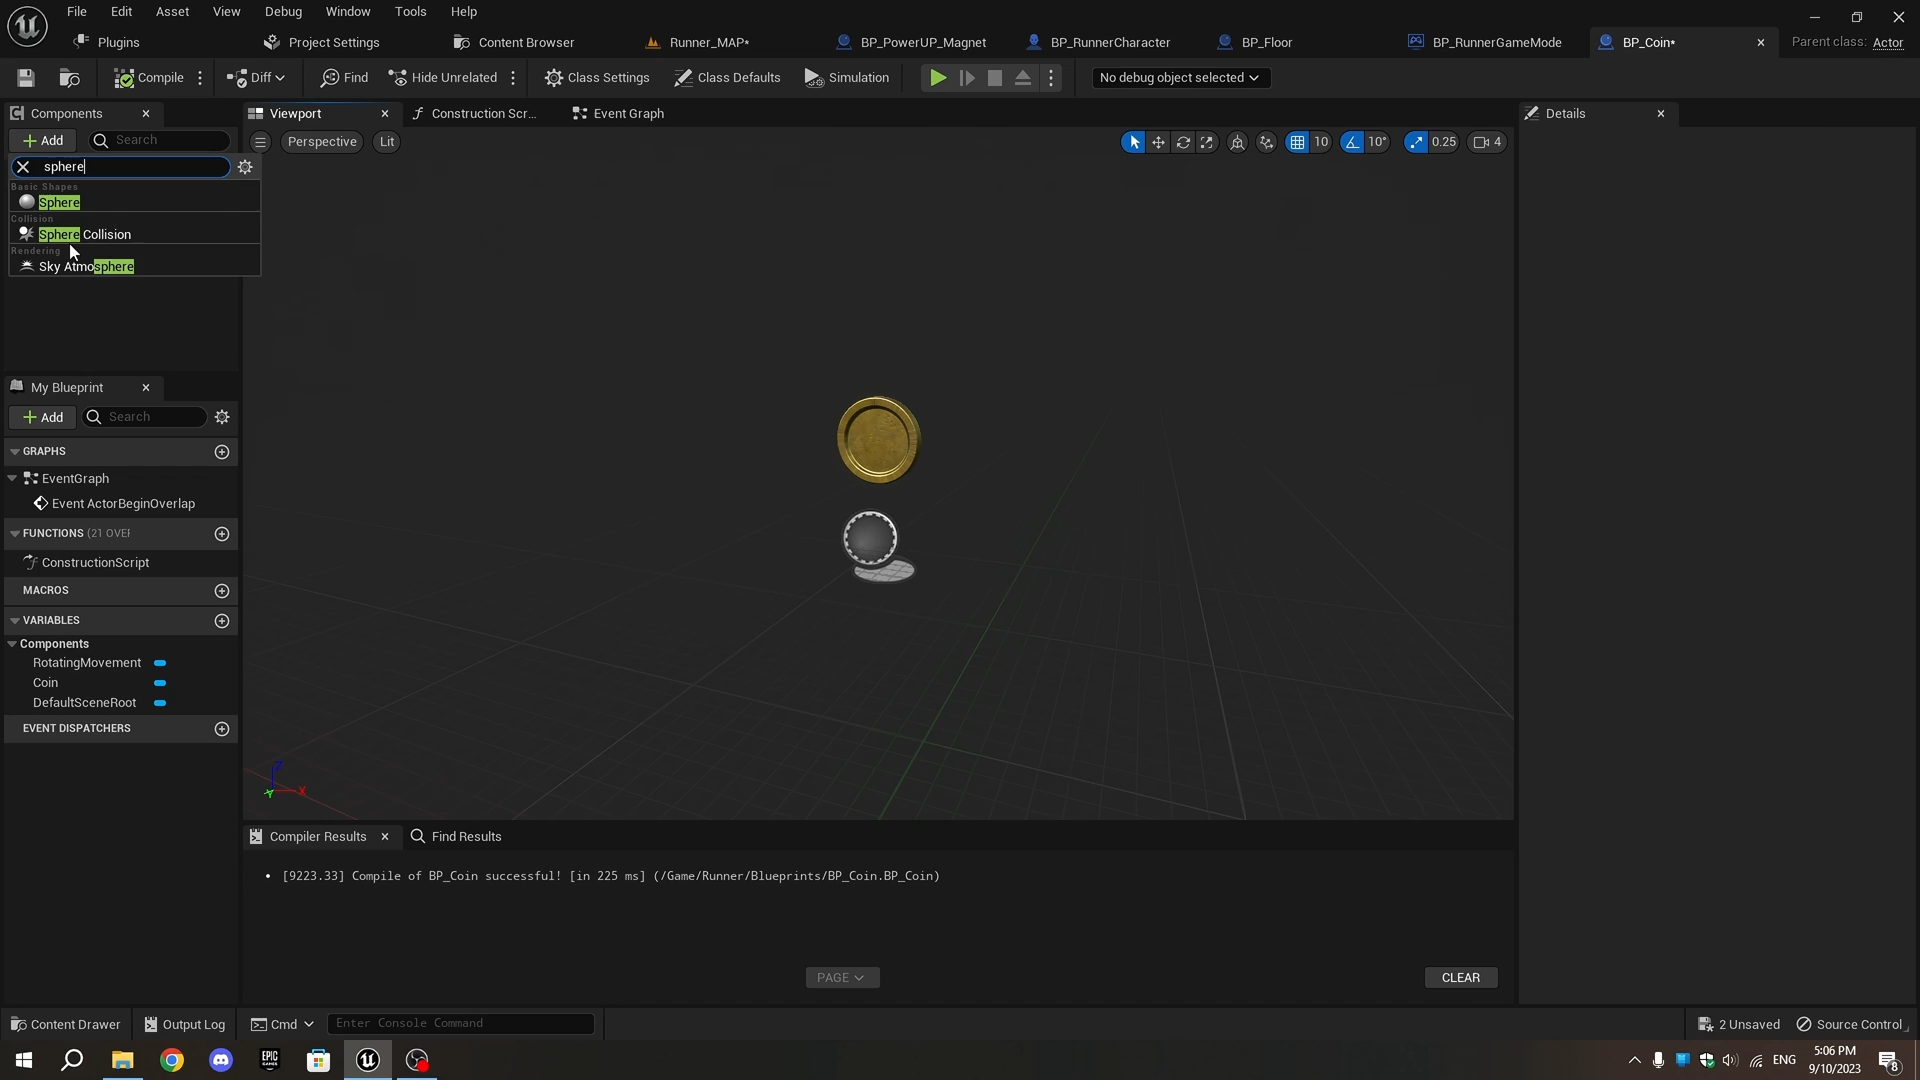 File Edit Asset View Debug Window Tools Help
Plugins Project Settings Content Browser Runner_MAP* BP_PowerUP_Magnet BP_RunnerCharacter BP_Floor BP_RunnerGameMode BP_Coin* Parent class: Actor
Compile Diff Find Hide Unrelated Class Settings Class Defaults Simulation No debug object selected
Components Viewport Construction Scr... Event Graph Details
Add Search Perspective Lit 10 10° 0.25 4
sphere
Basic Shapes
Sphere
Collision
Sphere Collision
Rendering
Sky Atmosphere
My Blueprint
Add Search
GRAPHS
EventGraph
Event ActorBeginOverlap
FUNCTIONS (21 OVEF
ConstructionScript
MACROS
VARIABLES
Components
RotatingMovement
Coin
DefaultSceneRoot
EVENT DISPATCHERS
Z
X
Y
Compiler Results Find Results
• [9223.33] Compile of BP_Coin successful! [in 225 ms] (/Game/Runner/Blueprints/BP_Coin.BP_Coin)
PAGE CLEAR
Content Drawer Output Log Cmd Enter Console Command 2 Unsaved Source Control
EPIC GAMES ENG 5:06 PM
9/10/2023
8